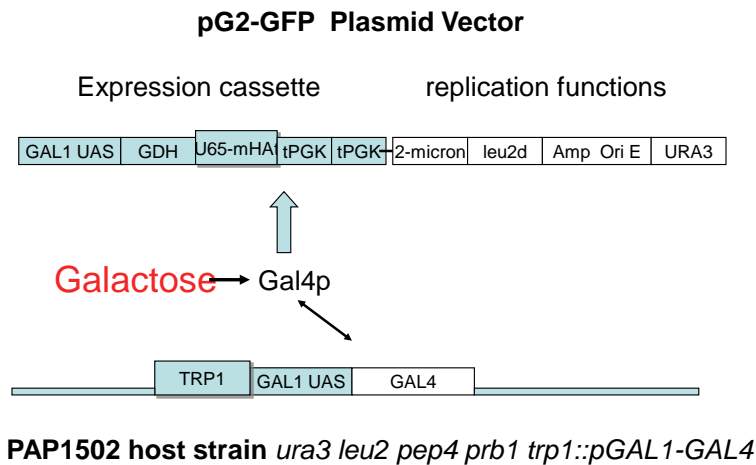 pG2-GFP Plasmid Vector
Expression cassette replication functions
GAL1 UAS GDH U65-mHA tPGK tPGK 2-micron leu2d Amp Ori E URA3
Galactose Gal4p
TRP1 GAL1 UAS GAL4
PAP1502 host strain ura3 leu2 pep4 prb1 trp1::pGAL1-GAL4